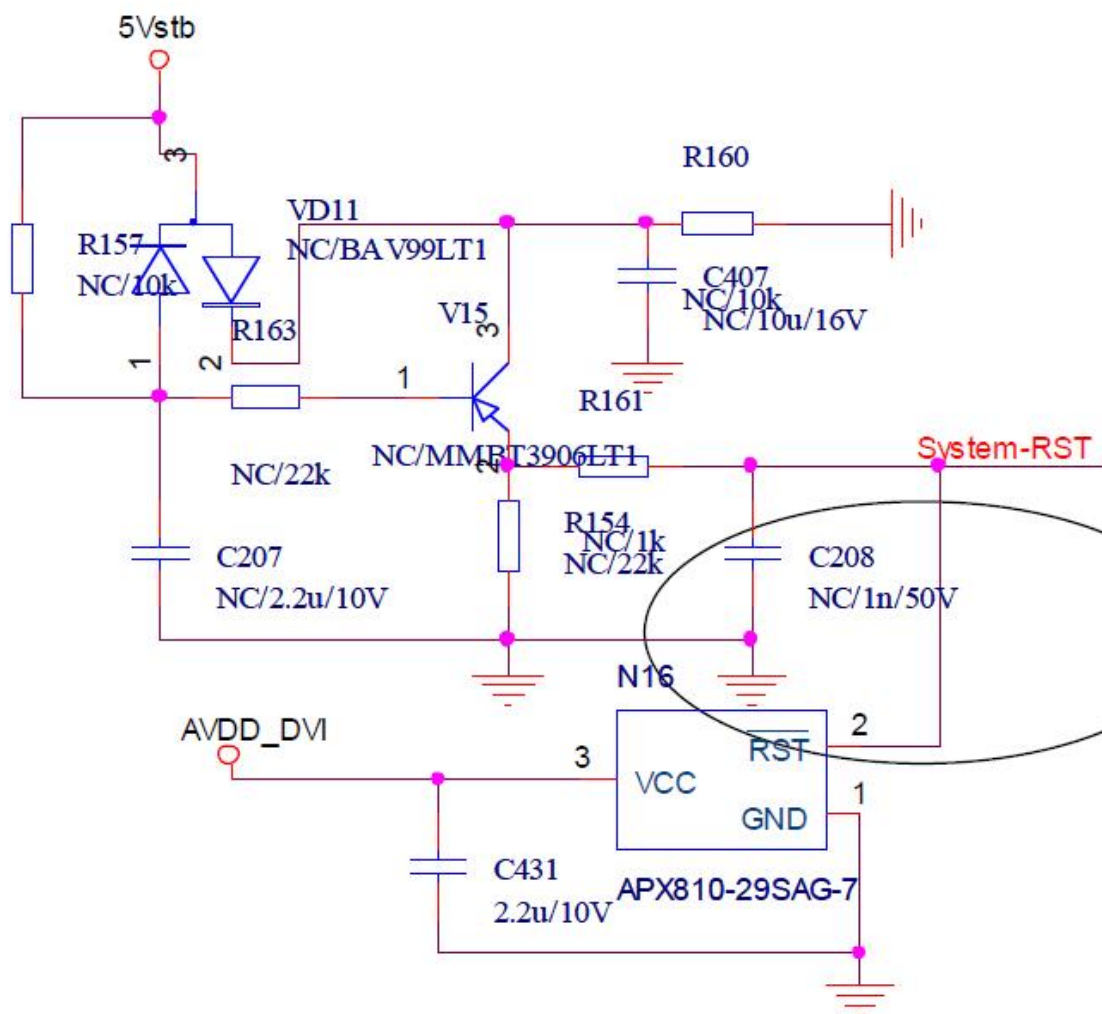 5Vstb
3
R160
VD11
NC/BAV99LT1
R157
NC/10k
C407
NC/10k
NC/10u/16V
V15
3
R163
1
2
1
R161
NC/22k
NC/MMBT3906LT1
2
System-RST
R154
NC/1k
NC/22k
C207
NC/2.2u/10V
C208
NC/1n/50V
N16
AVDD_DVI
3
VCC
RST
2
GND
1
C431
2.2u/10V
APX810-29SAG-7